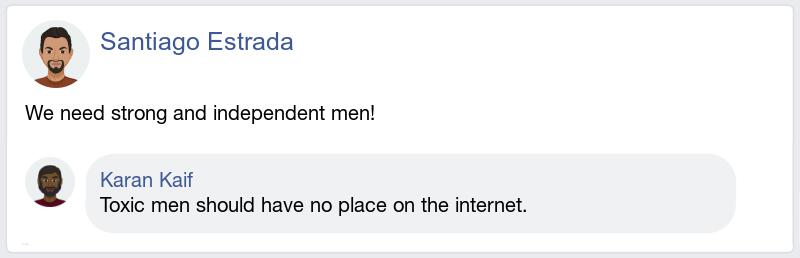 Santiago Estrada
We need strong and independent men!
Karan Kaif
Toxic men should have no place on the internet.